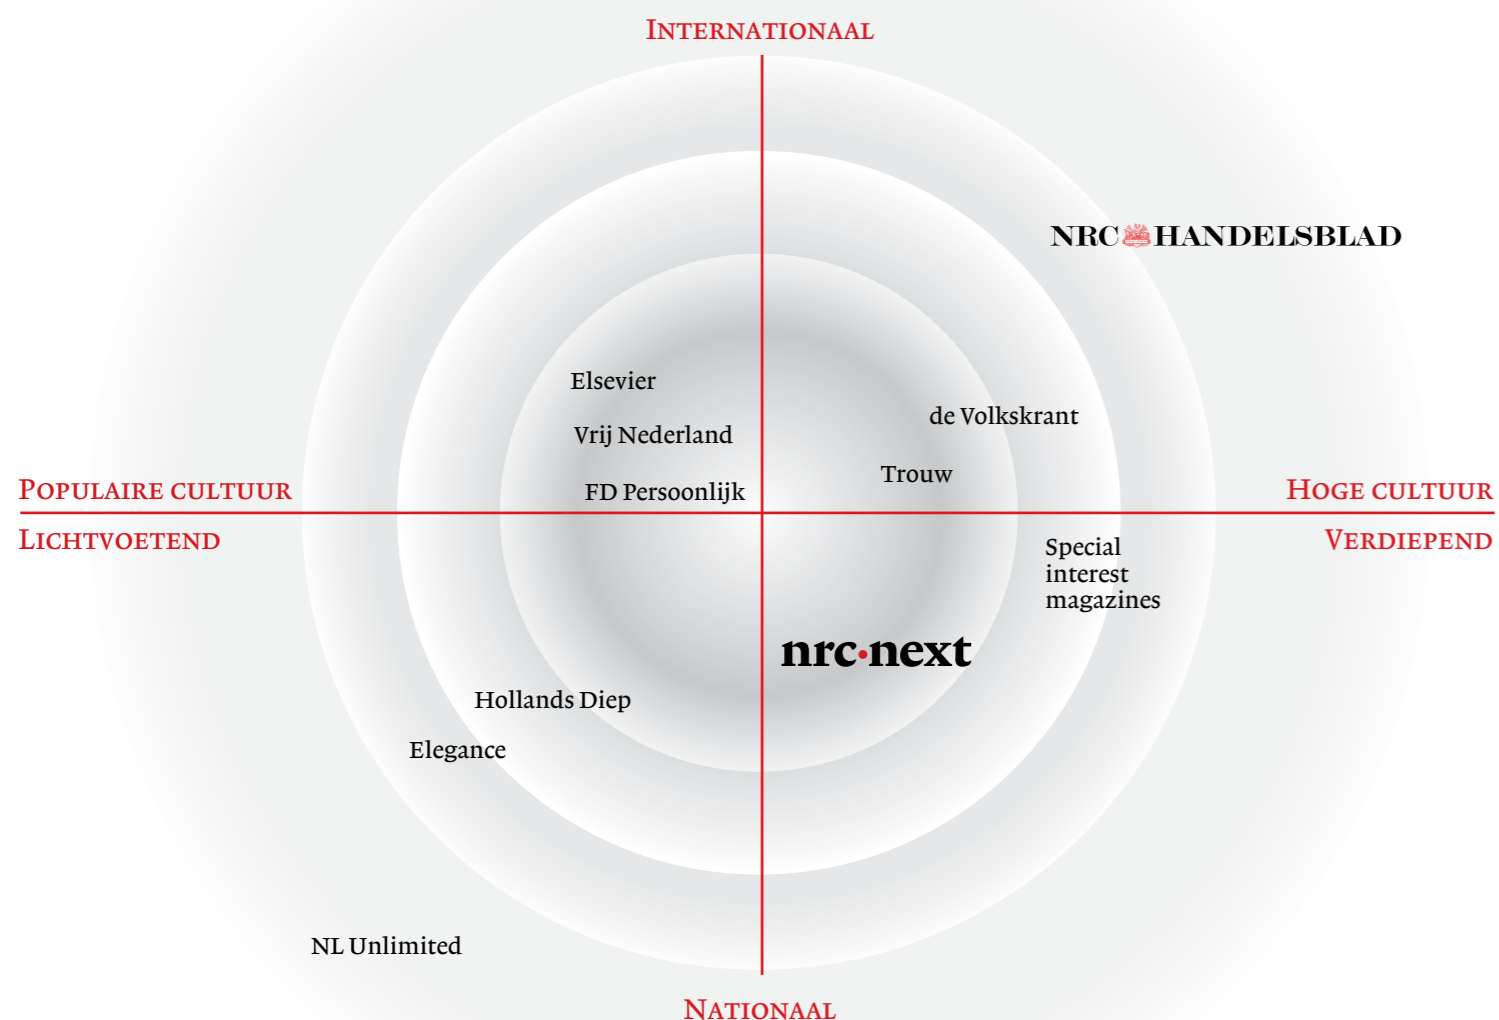 Internationaal
NRC HANDELSBLAD
Elsevier
de Volkskrant
Vrij Nederland
Trouw
FD Persoonlijk
Populaire cultuur
Hoge cultuur
Lichtvoetend
Verdiepend
Special
interest
magazines
nrc•next
Hollands Diep
Elegance
NL Unlimited
Nationaal